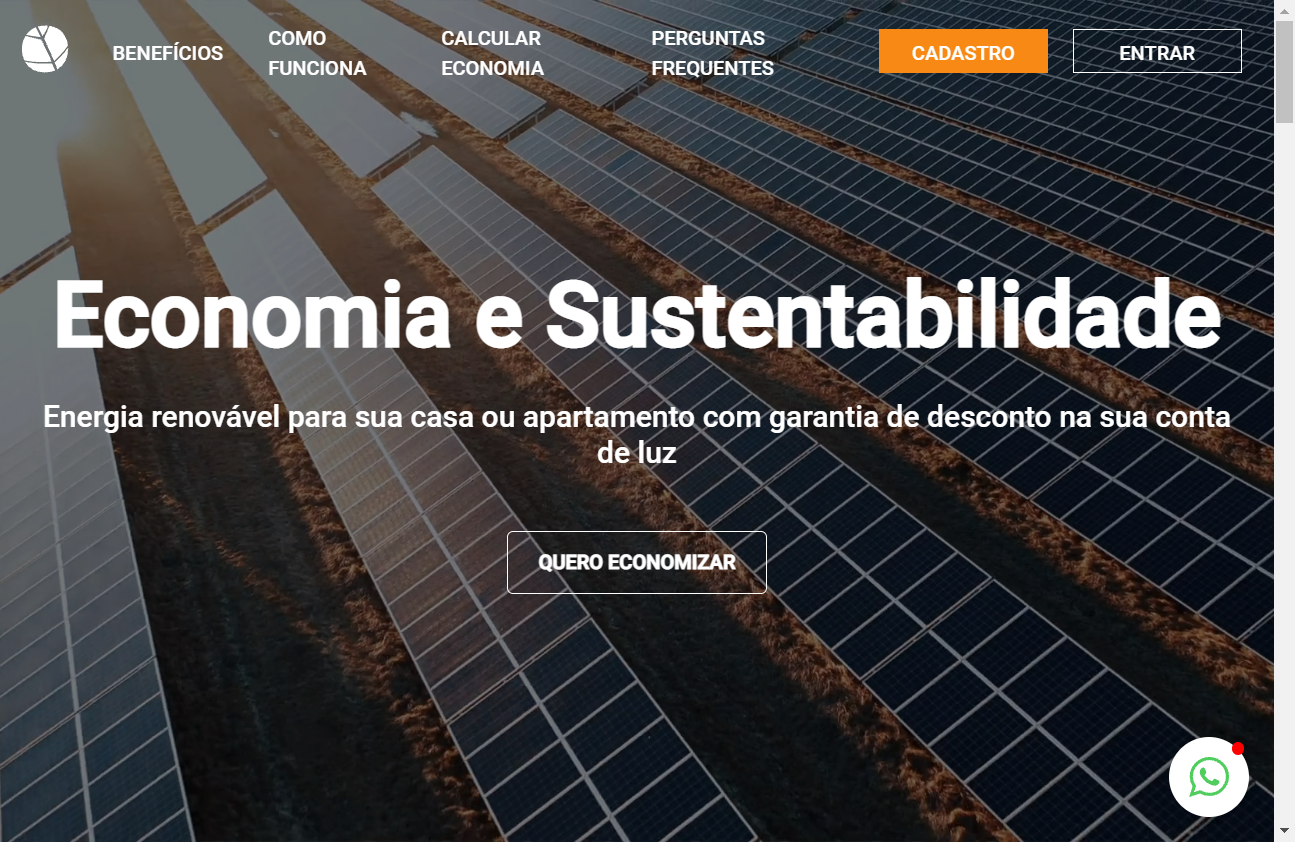 BENEFÍCIOS
COMO
FUNCIONA
CALCULAR
ECONOMIA
PERGUNTAS
FREQUENTES
CADASTRO
ENTRAR
Economia e Sustentabilidade
Energia renovável para sua casa ou apartamento com garantia de desconto na sua conta
de luz
QUERO ECONOMIZAR